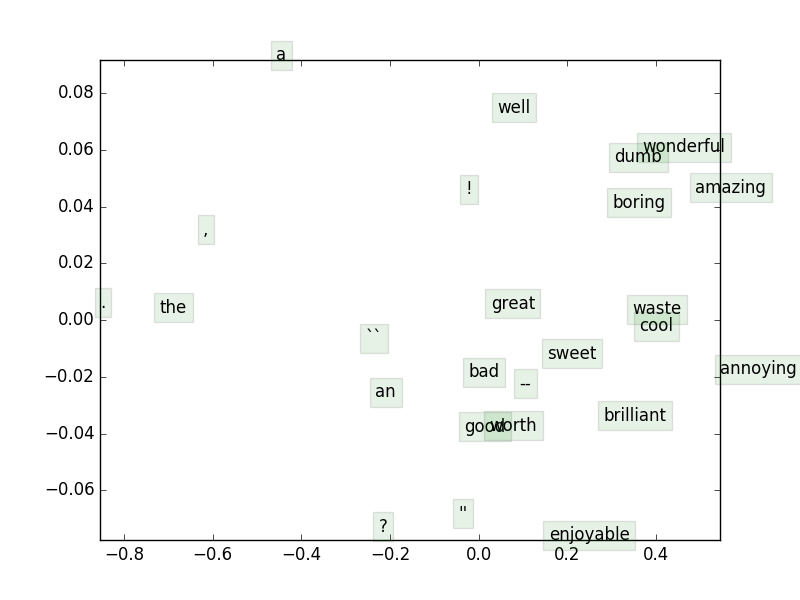 a
0.08
well
0.06
wonderful
dumb
!
amazing
boring
0.04
,
0.02
.
the
great
waste
cool
0.00
``
sweet
−0.02
bad
annoying
--
an
brilliant
−0.04
good
worth
−0.06
"
?
enjoyable
−0.8 −0.6 −0.4 −0.2 0.0 0.2 0.4